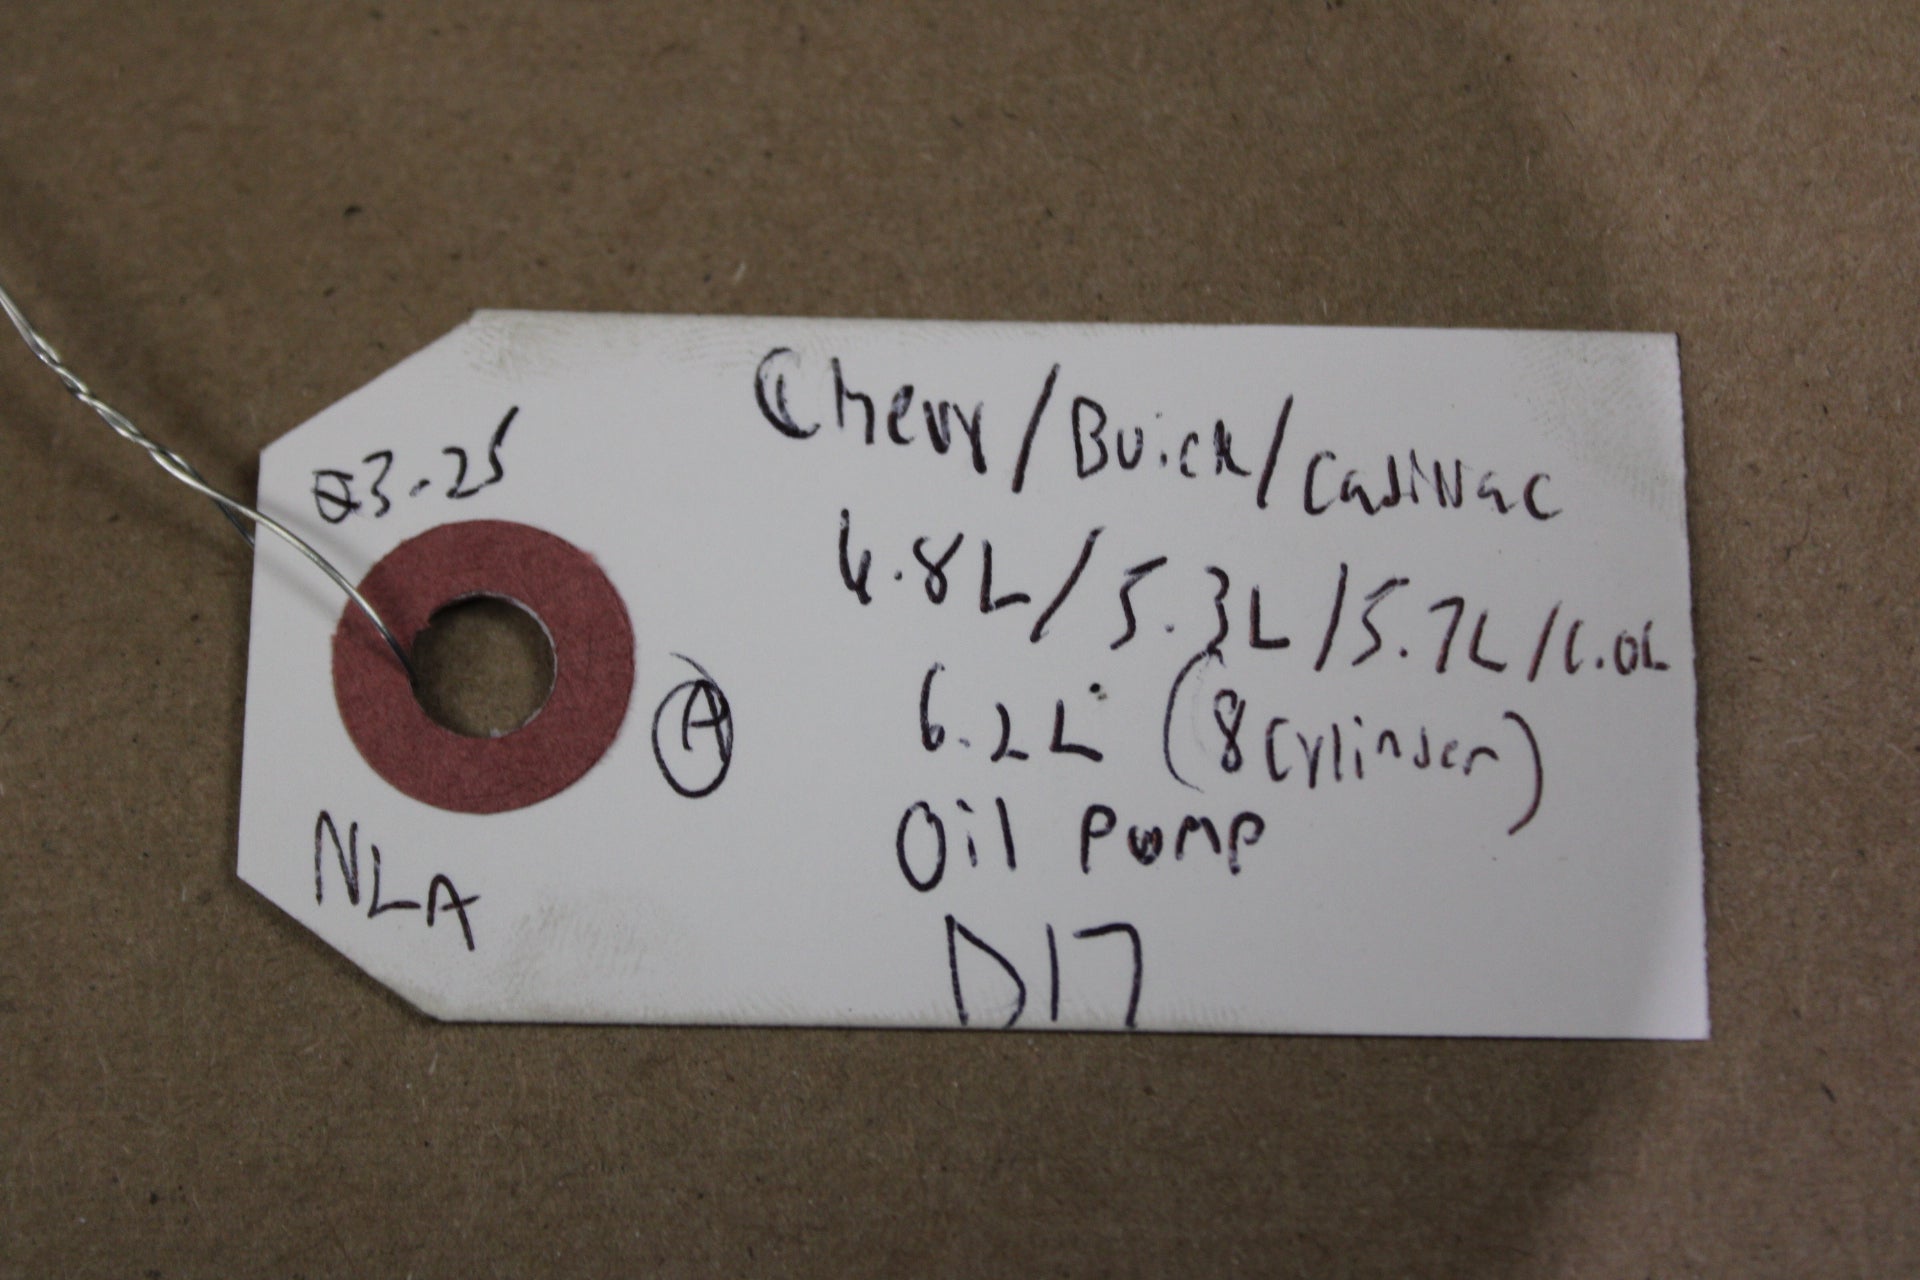 Chevy/Buick/Cadillac
4.8L/5.3L/5.7L/6.0L
6.2L (8 Cylinder)
Oil Pump
D17
03-25
A
NLA